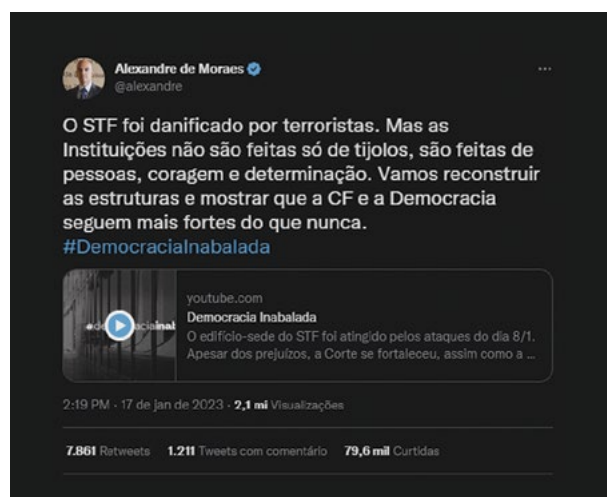 Alexandre de Moraes
@alexandre
O STF foi danificado por terroristas. Mas as
Instituições não são feitas só de tijolos, são feitas de
pessoas, coragem e determinação. Vamos reconstruir
as estruturas e mostrar que a CF e a Democracia
seguem mais fortes do que nunca.
#DemocraciaInabalada
youtube.com
Democracia Inabalada
O edifício-sede do STF foi atingido pelos ataques do dia 8/1.
Apesar dos prejuízos, a Corte se fortaleceu, assim como a ...
2:19 PM · 17 de jan de 2023 · 2,1 mi Visualizações
7.861 Retweets 1.211 Tweets com comentário 79,6 mil Curtidas